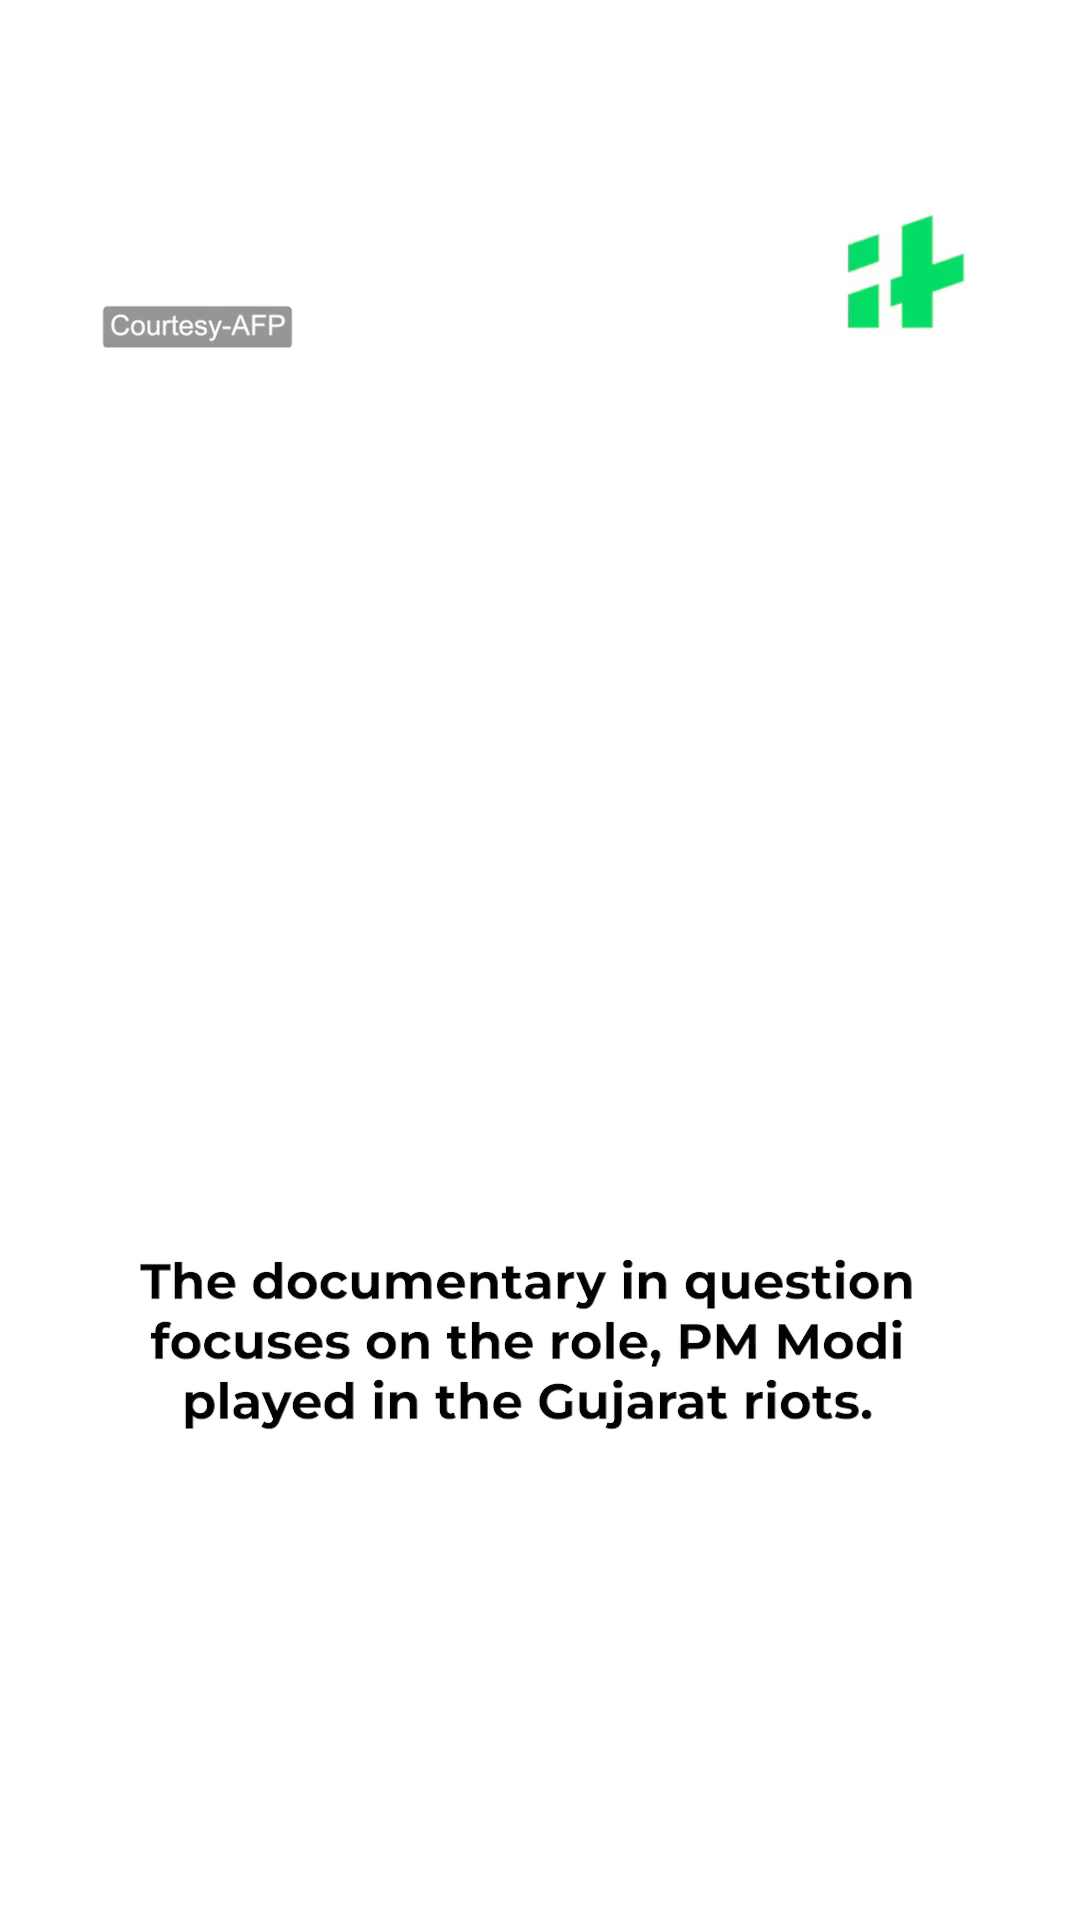 Courtesy-AFP
The documentary in question
focuses on the role, PM Modi
played in the Gujarat riots.